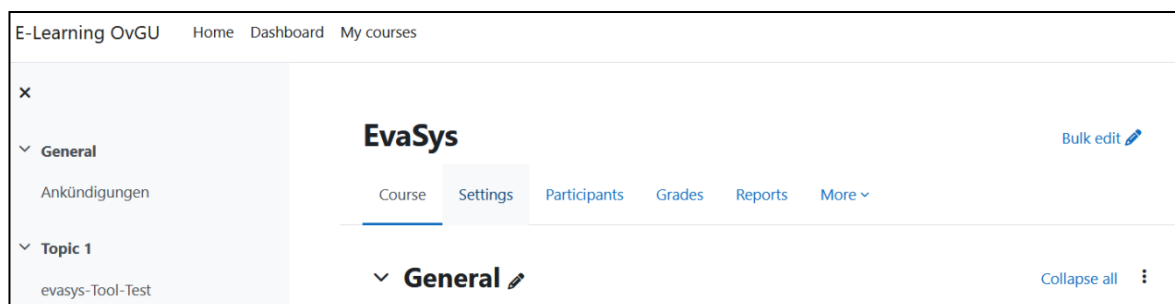 E-Learning OvGU Home Dashboard My courses
General
Ankündigungen
Topic 1
evasys-Tool-Test
EvaSys
Bulk edit
Course Settings Participants Grades Reports More
General
Collapse all